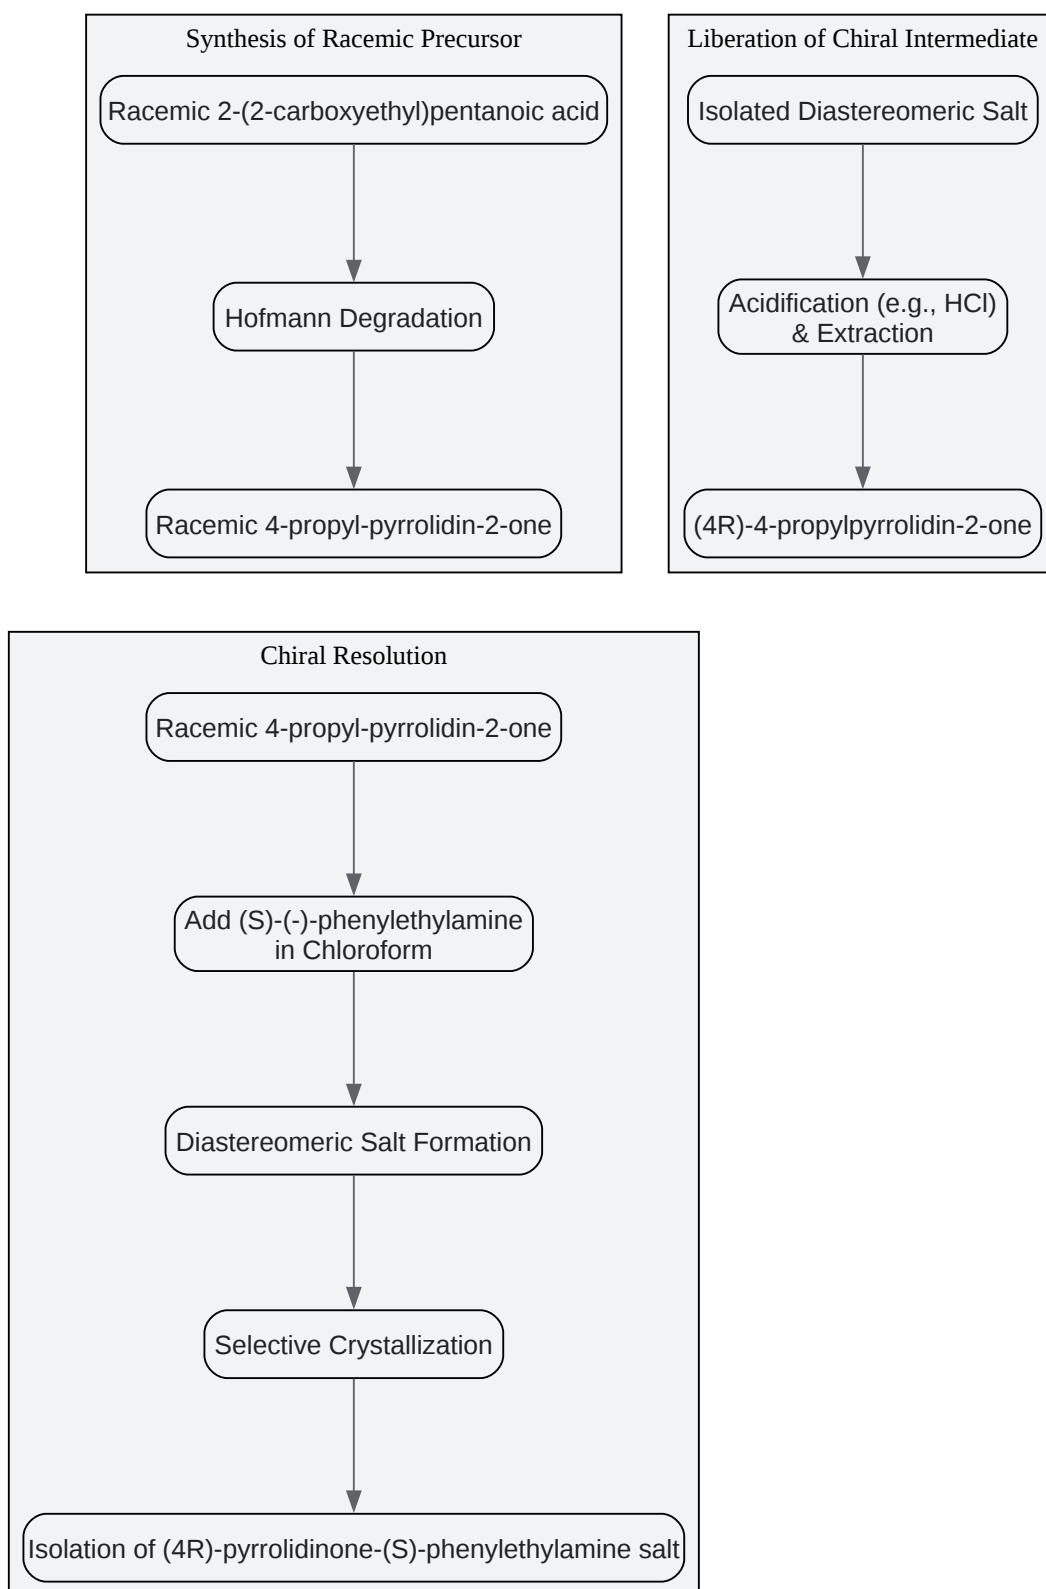 Synthesis of Racemic Precursor
Racemic 2-(2-carboxyethyl)pentanoic acid
Hofmann Degradation
Racemic 4-propyl-pyrrolidin-2-one
Liberation of Chiral Intermediate
Isolated Diastereomeric Salt
Acidification (e.g., HCl)
& Extraction
(4R)-4-propylpyrrolidin-2-one
Chiral Resolution
Racemic 4-propyl-pyrrolidin-2-one
Add (S)-(-)-phenylethylamine
in Chloroform
Diastereomeric Salt Formation
Selective Crystallization
Isolation of (4R)-pyrrolidinone-(S)-phenylethylamine salt